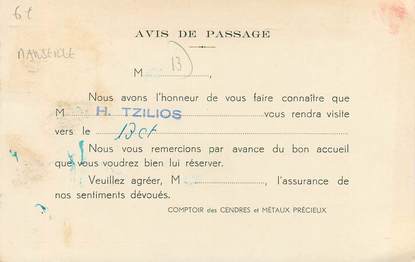 61
AVIS DE PASSAGE
MARSEILLE
13
M ,
Nous avons l'honneur de vous faire connaître que
M H. TZILIOS vous rendra visite
vers le 13 ct
Nous vous remercions par avance du bon accueil
que vous voudrez bien lui réserver.
Veuillez agréer, M , l'assurance de
nos sentiments dévoués.
COMPTOIR des CENDRES et MÉTAUX PRÉCIEUX